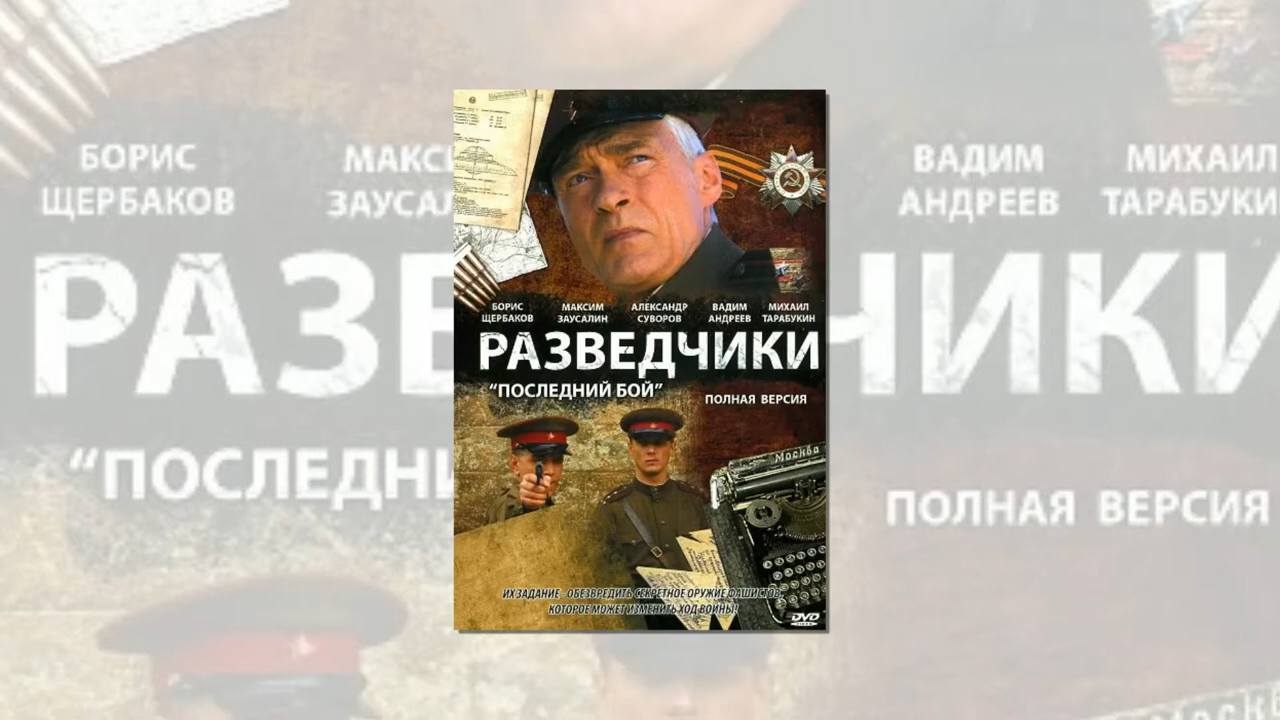 БОРИС
ЩЕРБАКОВ
МАКСИМ
ЗАУСАЛИН
АЛЕКСАНДР
СУВОРОВ
ВАДИМ
АНДРЕЕВ
МИХАИЛ
ТАРАБУКИН
РАЗВЕДЧИКИ
“ПОСЛЕДНИЙ БОЙ”
ПОЛНАЯ ВЕРСИЯ
Москва
ИХ ЗАДАНИЕ - ОБЕЗВРЕДИТЬ СЕКРЕТНОЕ ОРУЖИЕ ФАШИСТОВ,
КОТОРОЕ МОЖЕТ ИЗМЕНИТЬ ХОД ВОЙНЫ!
DVD
VIDEO
БОРИС
ЩЕРБАКОВ
ВАДИМ
АНДРЕЕВ
ПОЛНАЯ ВЕРСИЯ